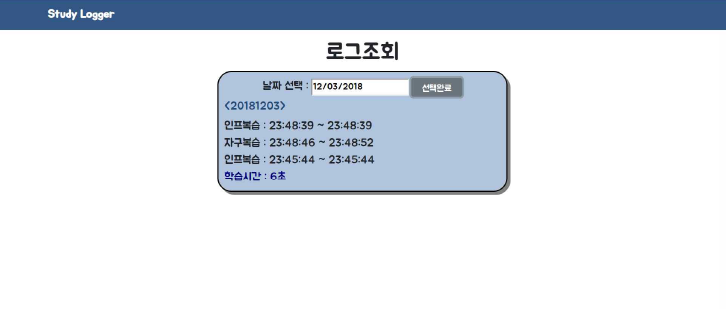 Study Logger
로그조회
날짜 선택 : 12/03/2018 선택완료
<20181203>
인프복습 : 23:48:39 ~ 23:48:39
자구복습 : 23:48:46 ~ 23:48:52
인프복습 : 23:45:44 ~ 23:45:44
학습시간 : 6초